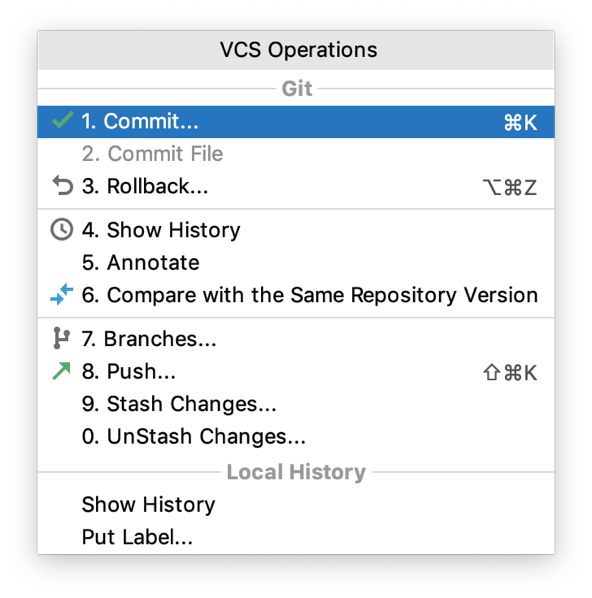 VCS Operations
Git
1. Commit... ⌘K
2. Commit File
3. Rollback... ⌥⌘Z
4. Show History
5. Annotate
6. Compare with the Same Repository Version
7. Branches...
8. Push... ⇧⌘K
9. Stash Changes...
0. UnStash Changes...
Local History
Show History
Put Label...